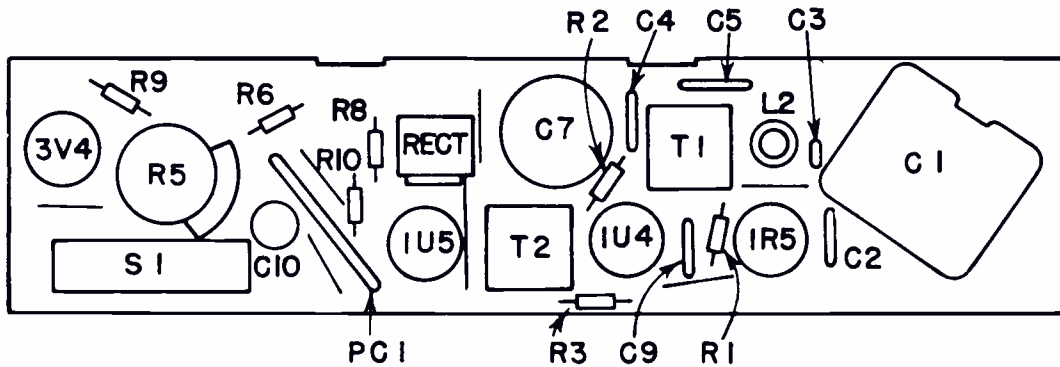 R2 C4 C5 C3
R9 R6 R8 L2
3V4 R5 R10 RECT C7 T1 C1
S1 C10 1U5 T2 1U4 1R5 C2
PC1 R3 C9 R1